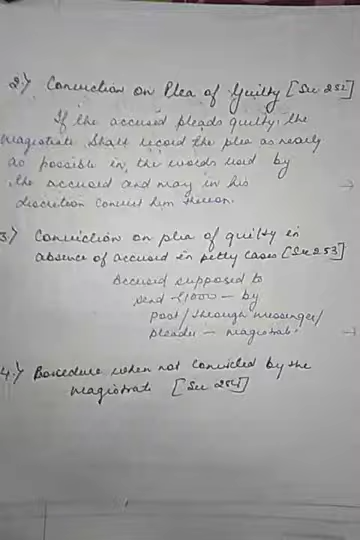 2.) Conviction on Plea of Guilty [Sec 252]
If the accused pleads guilty, the
magistrate shall record the plea as nearly
as possible in the words used by
the accused and may in his →
discretion convict him thereon.
3.) Conviction on plea of guilty in
absence of accused in petty cases [Sec 253]
Accused supposed to
send - ₹1000 - by
post/through messenger/
pleader - magistrate. →
4.) Procedure when not convicted by the
magistrate [Sec 254]